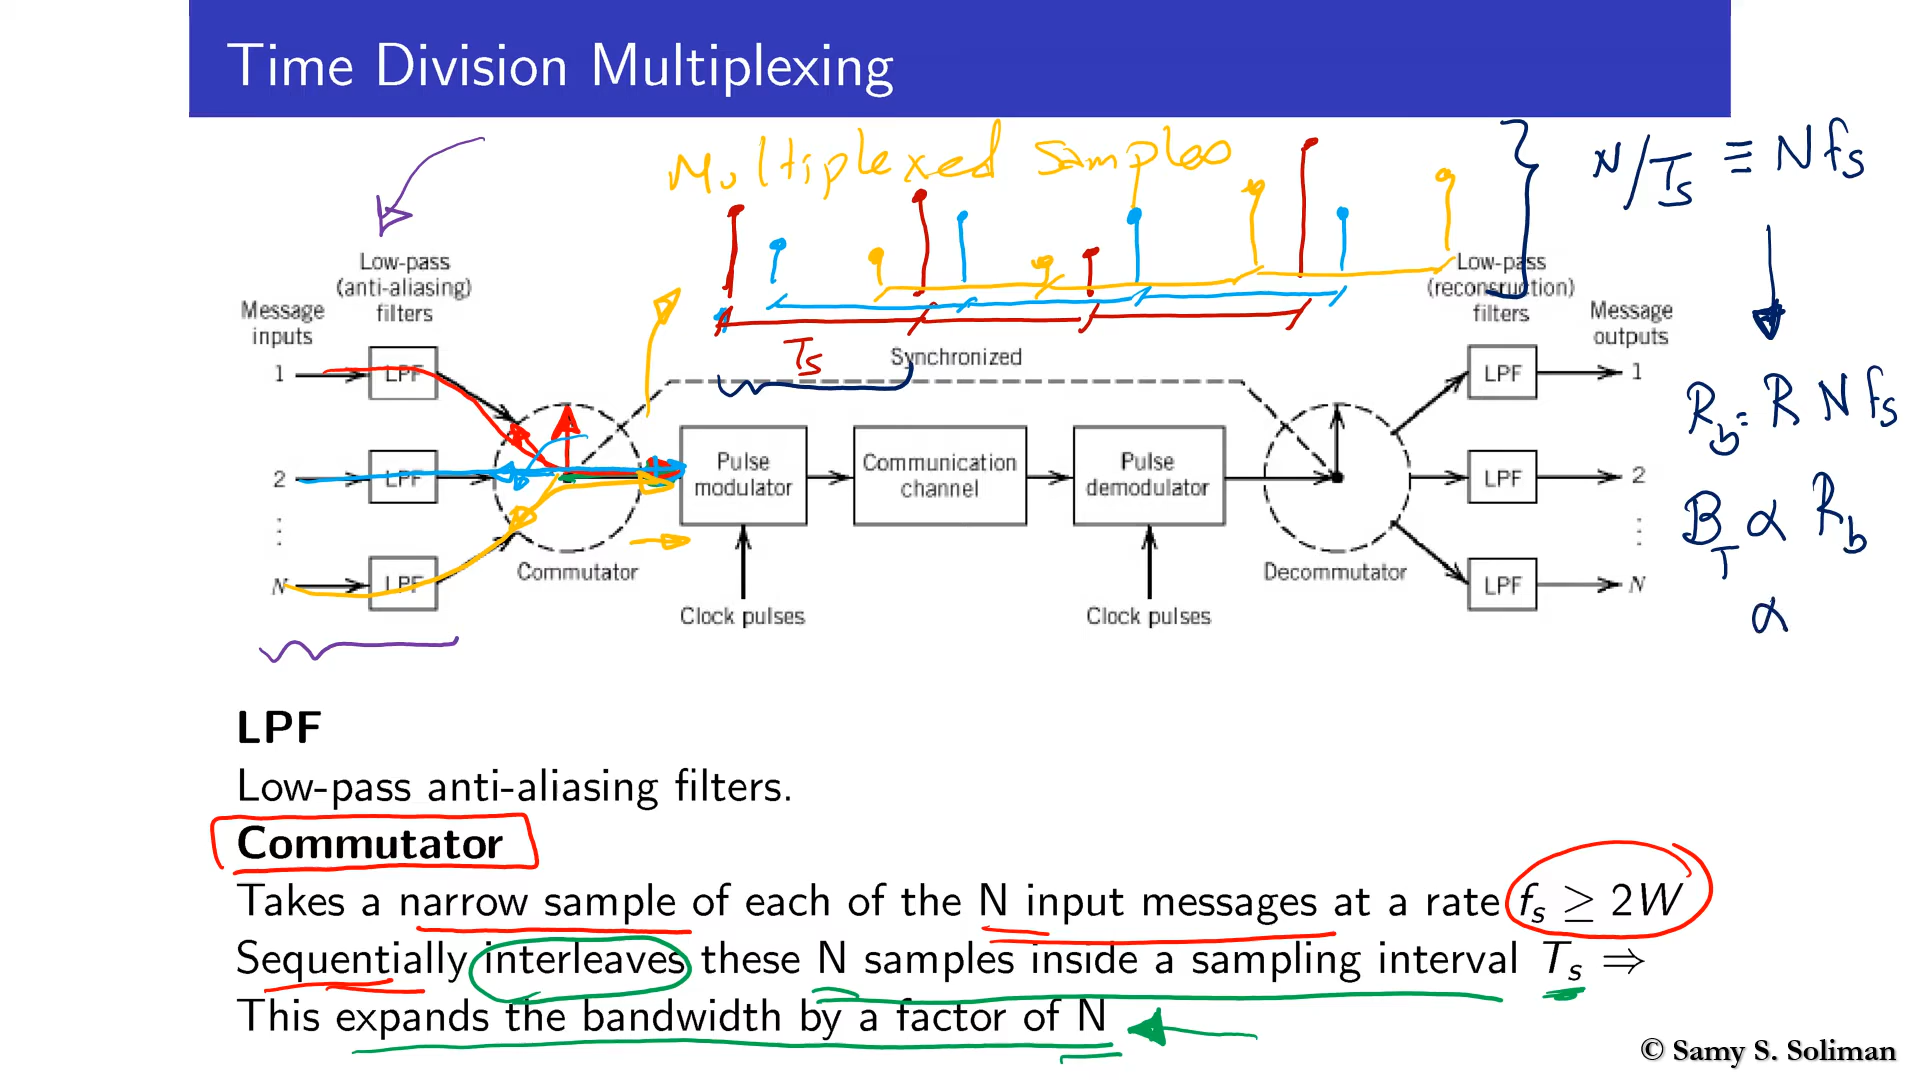 Time Division Multiplexing
Multiplexed Samples
N/Ts ≡ N fs
Low-pass
(anti-aliasing)
filters
Message
inputs
Low-pass
(reconstruction)
filters
Message
outputs
Ts
Synchronized
1
LPF
LPF
1
Rb = R N fs
2
LPF
Pulse
modulator
Communication
channel
Pulse
demodulator
LPF
2
BT α Rb
α
N
LPF
Commutator
Decommutator
LPF
N
Clock pulses
Clock pulses
LPF
Low-pass anti-aliasing filters.
Commutator
Takes a narrow sample of each of the N input messages at a rate fs ≥ 2W
Sequentially interleaves these N samples inside a sampling interval Ts ⇒
This expands the bandwidth by a factor of N
© Samy S. Soliman